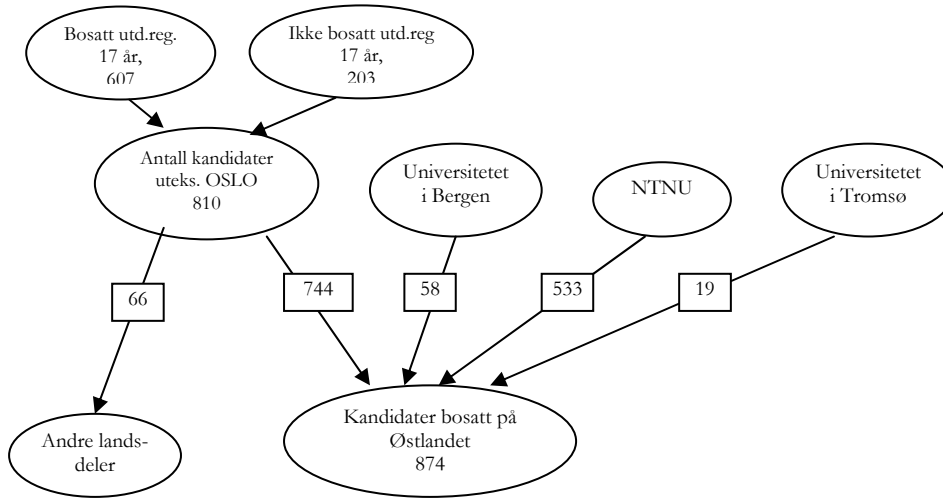 Bosatt utd.reg.
17 år,
607
Ikke bosatt utd.reg
17 år,
203
Antall kandidater
uteks. OSLO
810
Universitetet
i Bergen
NTNU
Universitetet
i Tromsø
66
744
58
533
19
Andre lands-
deler
Kandidater bosatt på
Østlandet
874